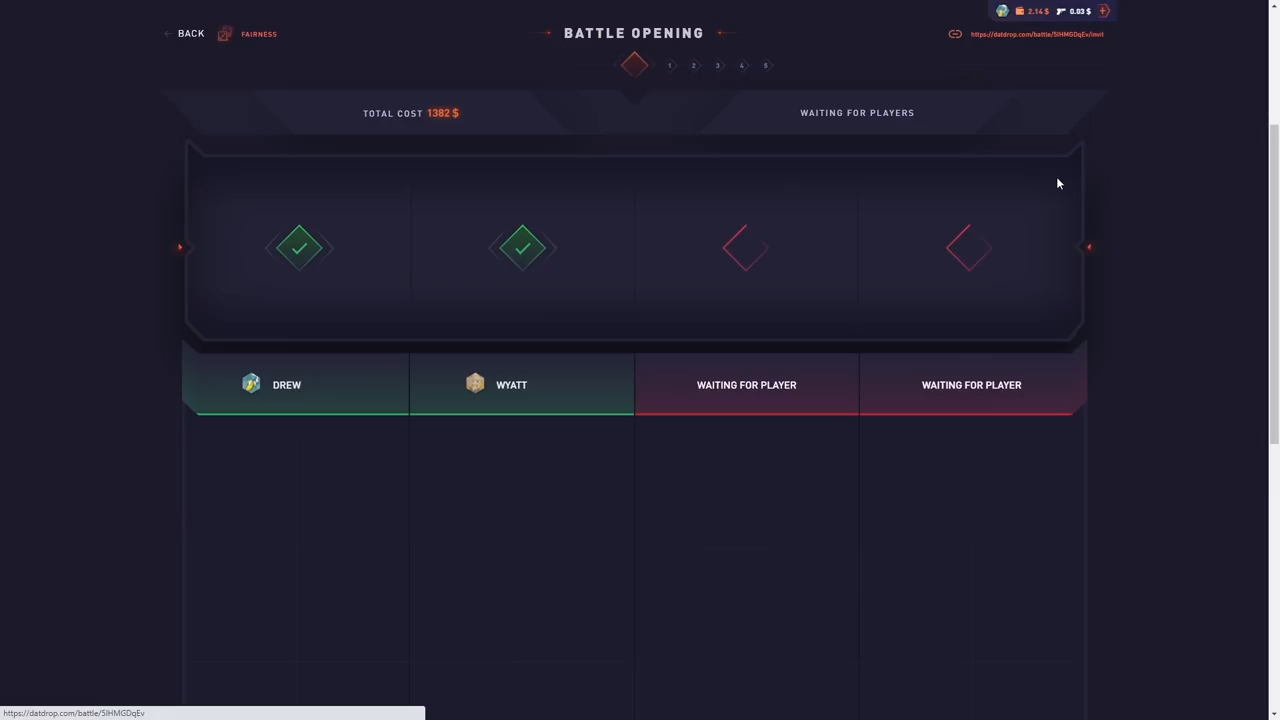 2.14 $ 0.03 $
BACK FAIRNESS BATTLE OPENING https://datdrop.com/battle/5IHMGDqEv/invit
1 2 3 4 5
TOTAL COST 1382 $ WAITING FOR PLAYERS
DREW WYATT WAITING FOR PLAYER WAITING FOR PLAYER
https://datdrop.com/battle/5IHMGDqEv